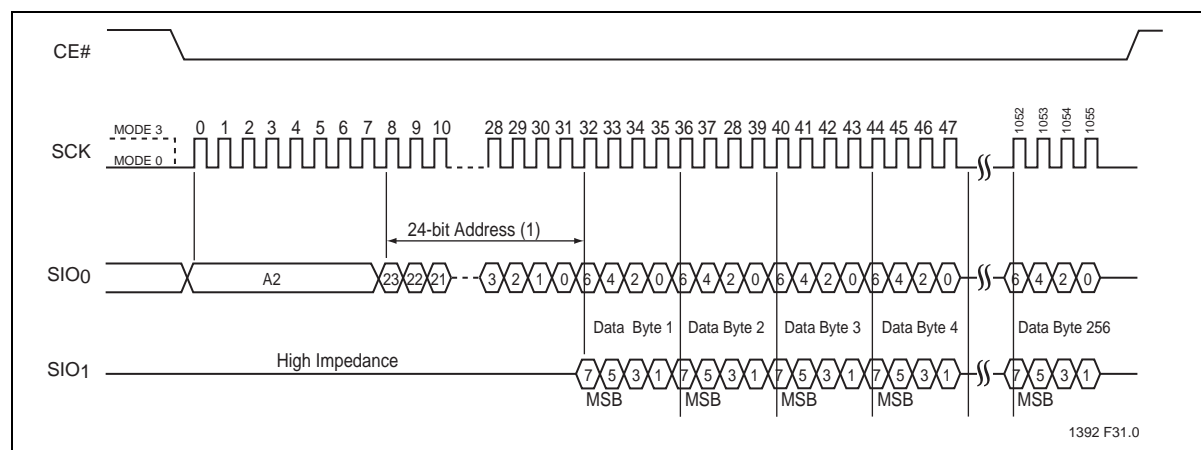 CE#
MODE 3
SCK
MODE 0
0 1 2 3 4 5 6 7 8 9 10 28 29 30 31 32 33 34 35 36 37 28 39 40 41 42 43 44 45 46 47 1052 1053 1054 1055
24-bit Address (1)
SIO0
A2 23 22 21 3 2 1 0 6 4 2 0 6 4 2 0 6 4 2 0 6 4 2 0 6 4 2 0
Data Byte 1 Data Byte 2 Data Byte 3 Data Byte 4 Data Byte 256
High Impedance
SIO1
7 5 3 1 7 5 3 1 7 5 3 1 7 5 3 1 7 5 3 1
MSB MSB MSB MSB MSB
1392 F31.0